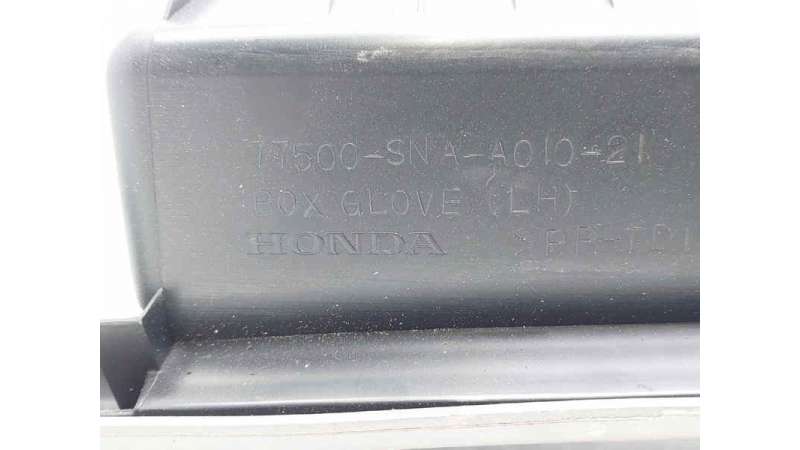 77500-SNA-A010-21
BOX GLOVE (LH)
HONDA